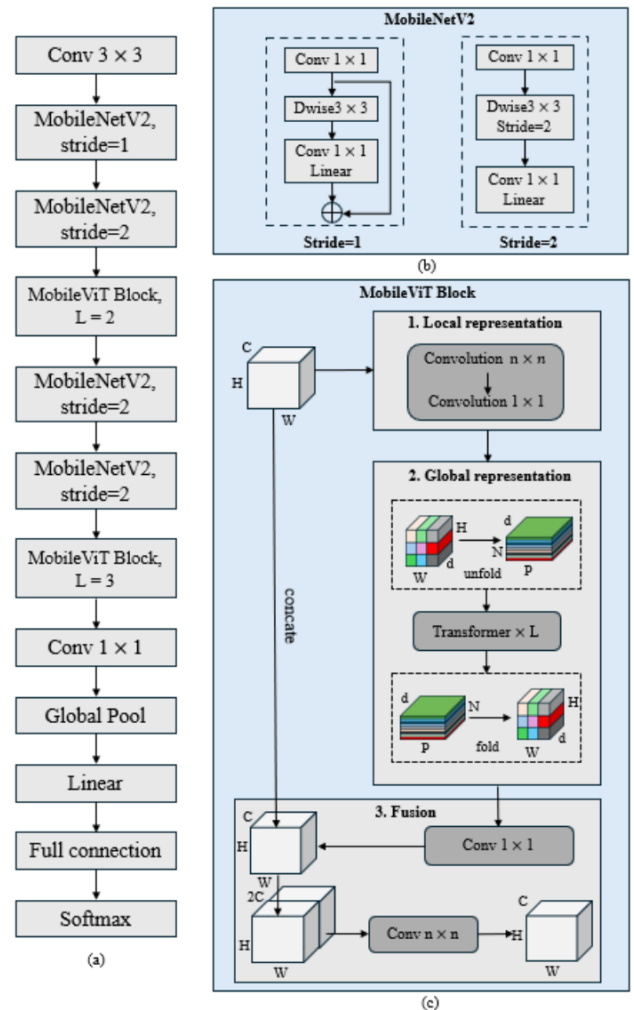 Conv 3 × 3
MobileNetV2,
stride=1
MobileNetV2,
stride=2
MobileViT Block,
L = 2
MobileNetV2,
stride=2
MobileNetV2,
stride=2
MobileViT Block,
L = 3
Conv 1 × 1
Global Pool
Linear
Full connection
Softmax
(a)
MobileNetV2
Conv 1 × 1
Dwise3 × 3
Conv 1 × 1
Linear
Stride=1
Conv 1 × 1
Dwise3 × 3
Stride=2
Conv 1 × 1
Linear
Stride=2
(b)
MobileViT Block
C
H
W
1. Local representation
Convolution n × n
Convolution 1 × 1
2. Global representation
H
W
d
unfold
d
N
P
Transformer × L
d
N
P
fold
H
W
d
concate
3. Fusion
C
H
W
Conv 1 × 1
2C
H
W
Conv n × n
C
H
W
(c)